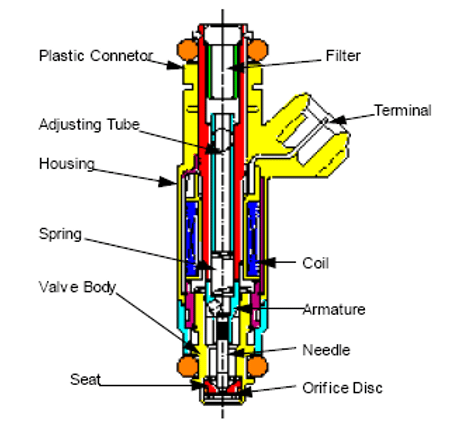 Plastic Connetor
Filter
Terminal
Adjusting Tube
Housing
Spring
Coil
Valve Body
Armature
Needle
Seat
Orifice Disc